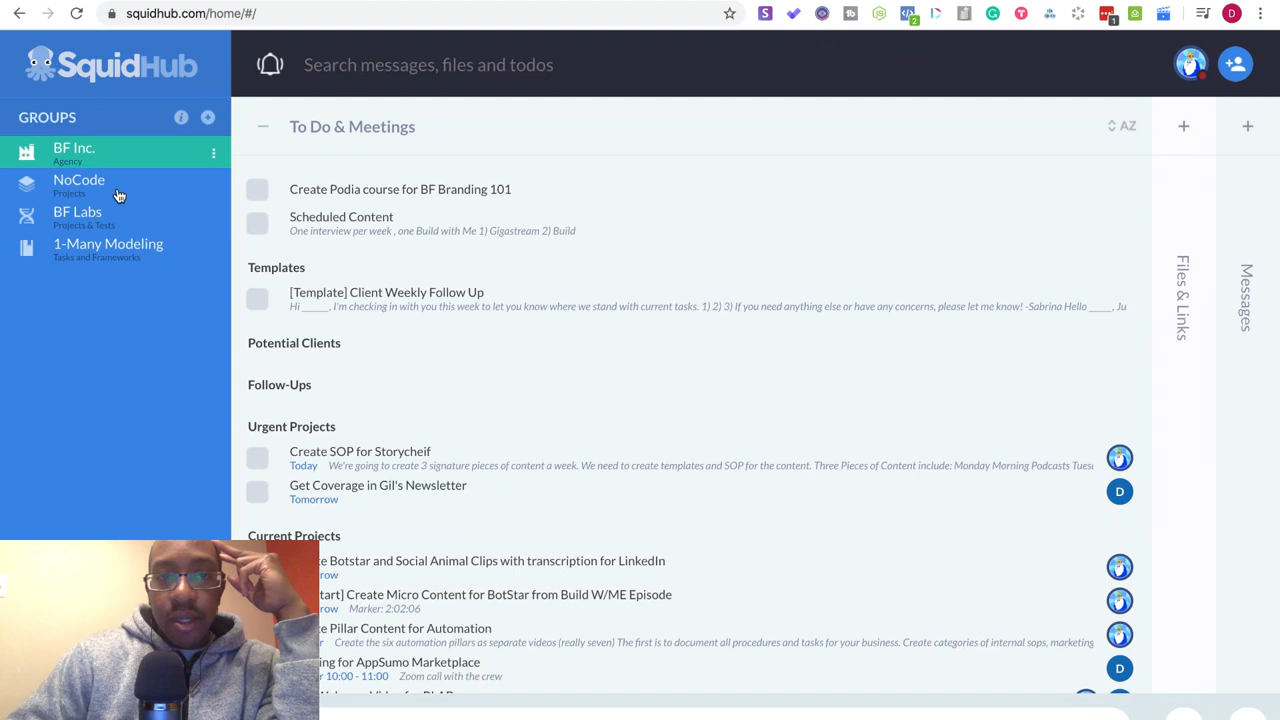 squidhub.com/home/#/
S
2
1
D
SquidHub
Search messages, files and todos
GROUPS
BF Inc.
Agency
NoCode
Projects
BF Labs
Projects & Tests
1-Many Modeling
Tasks and Frameworks
To Do & Meetings
AZ
Create Podia course for BF Branding 101
Scheduled Content
One interview per week , one Build with Me 1) Gigastream 2) Build
Templates
[Template] Client Weekly Follow Up
Hi ______, I'm checking in with you this week to let you know where we stand with current tasks. 1) 2) 3) If you need anything else or have any concerns, please let me know! -Sabrina Hello _____, Ju
Potential Clients
Follow-Ups
Urgent Projects
Create SOP for Storycheif
Today We're going to create 3 signature pieces of content a week. We need to create templates and SOP for the content. Three Pieces of Content include: Monday Morning Podcasts Tues
Get Coverage in Gil's Newsletter
Tomorrow
D
Current Projects
Botstar and Social Animal Clips with transcription for LinkedIn
row
tart] Create Micro Content for BotStar from Build W/ME Episode
row Marker: 2:02:06
Pillar Content for Automation
Create the six automation pillars as separate videos (really seven) The first is to document all procedures and tasks for your business. Create categories of internal sops, marketing
ing for AppSumo Marketplace
10:00 - 11:00 Zoom call with the crew
D
Files & Links
Messages